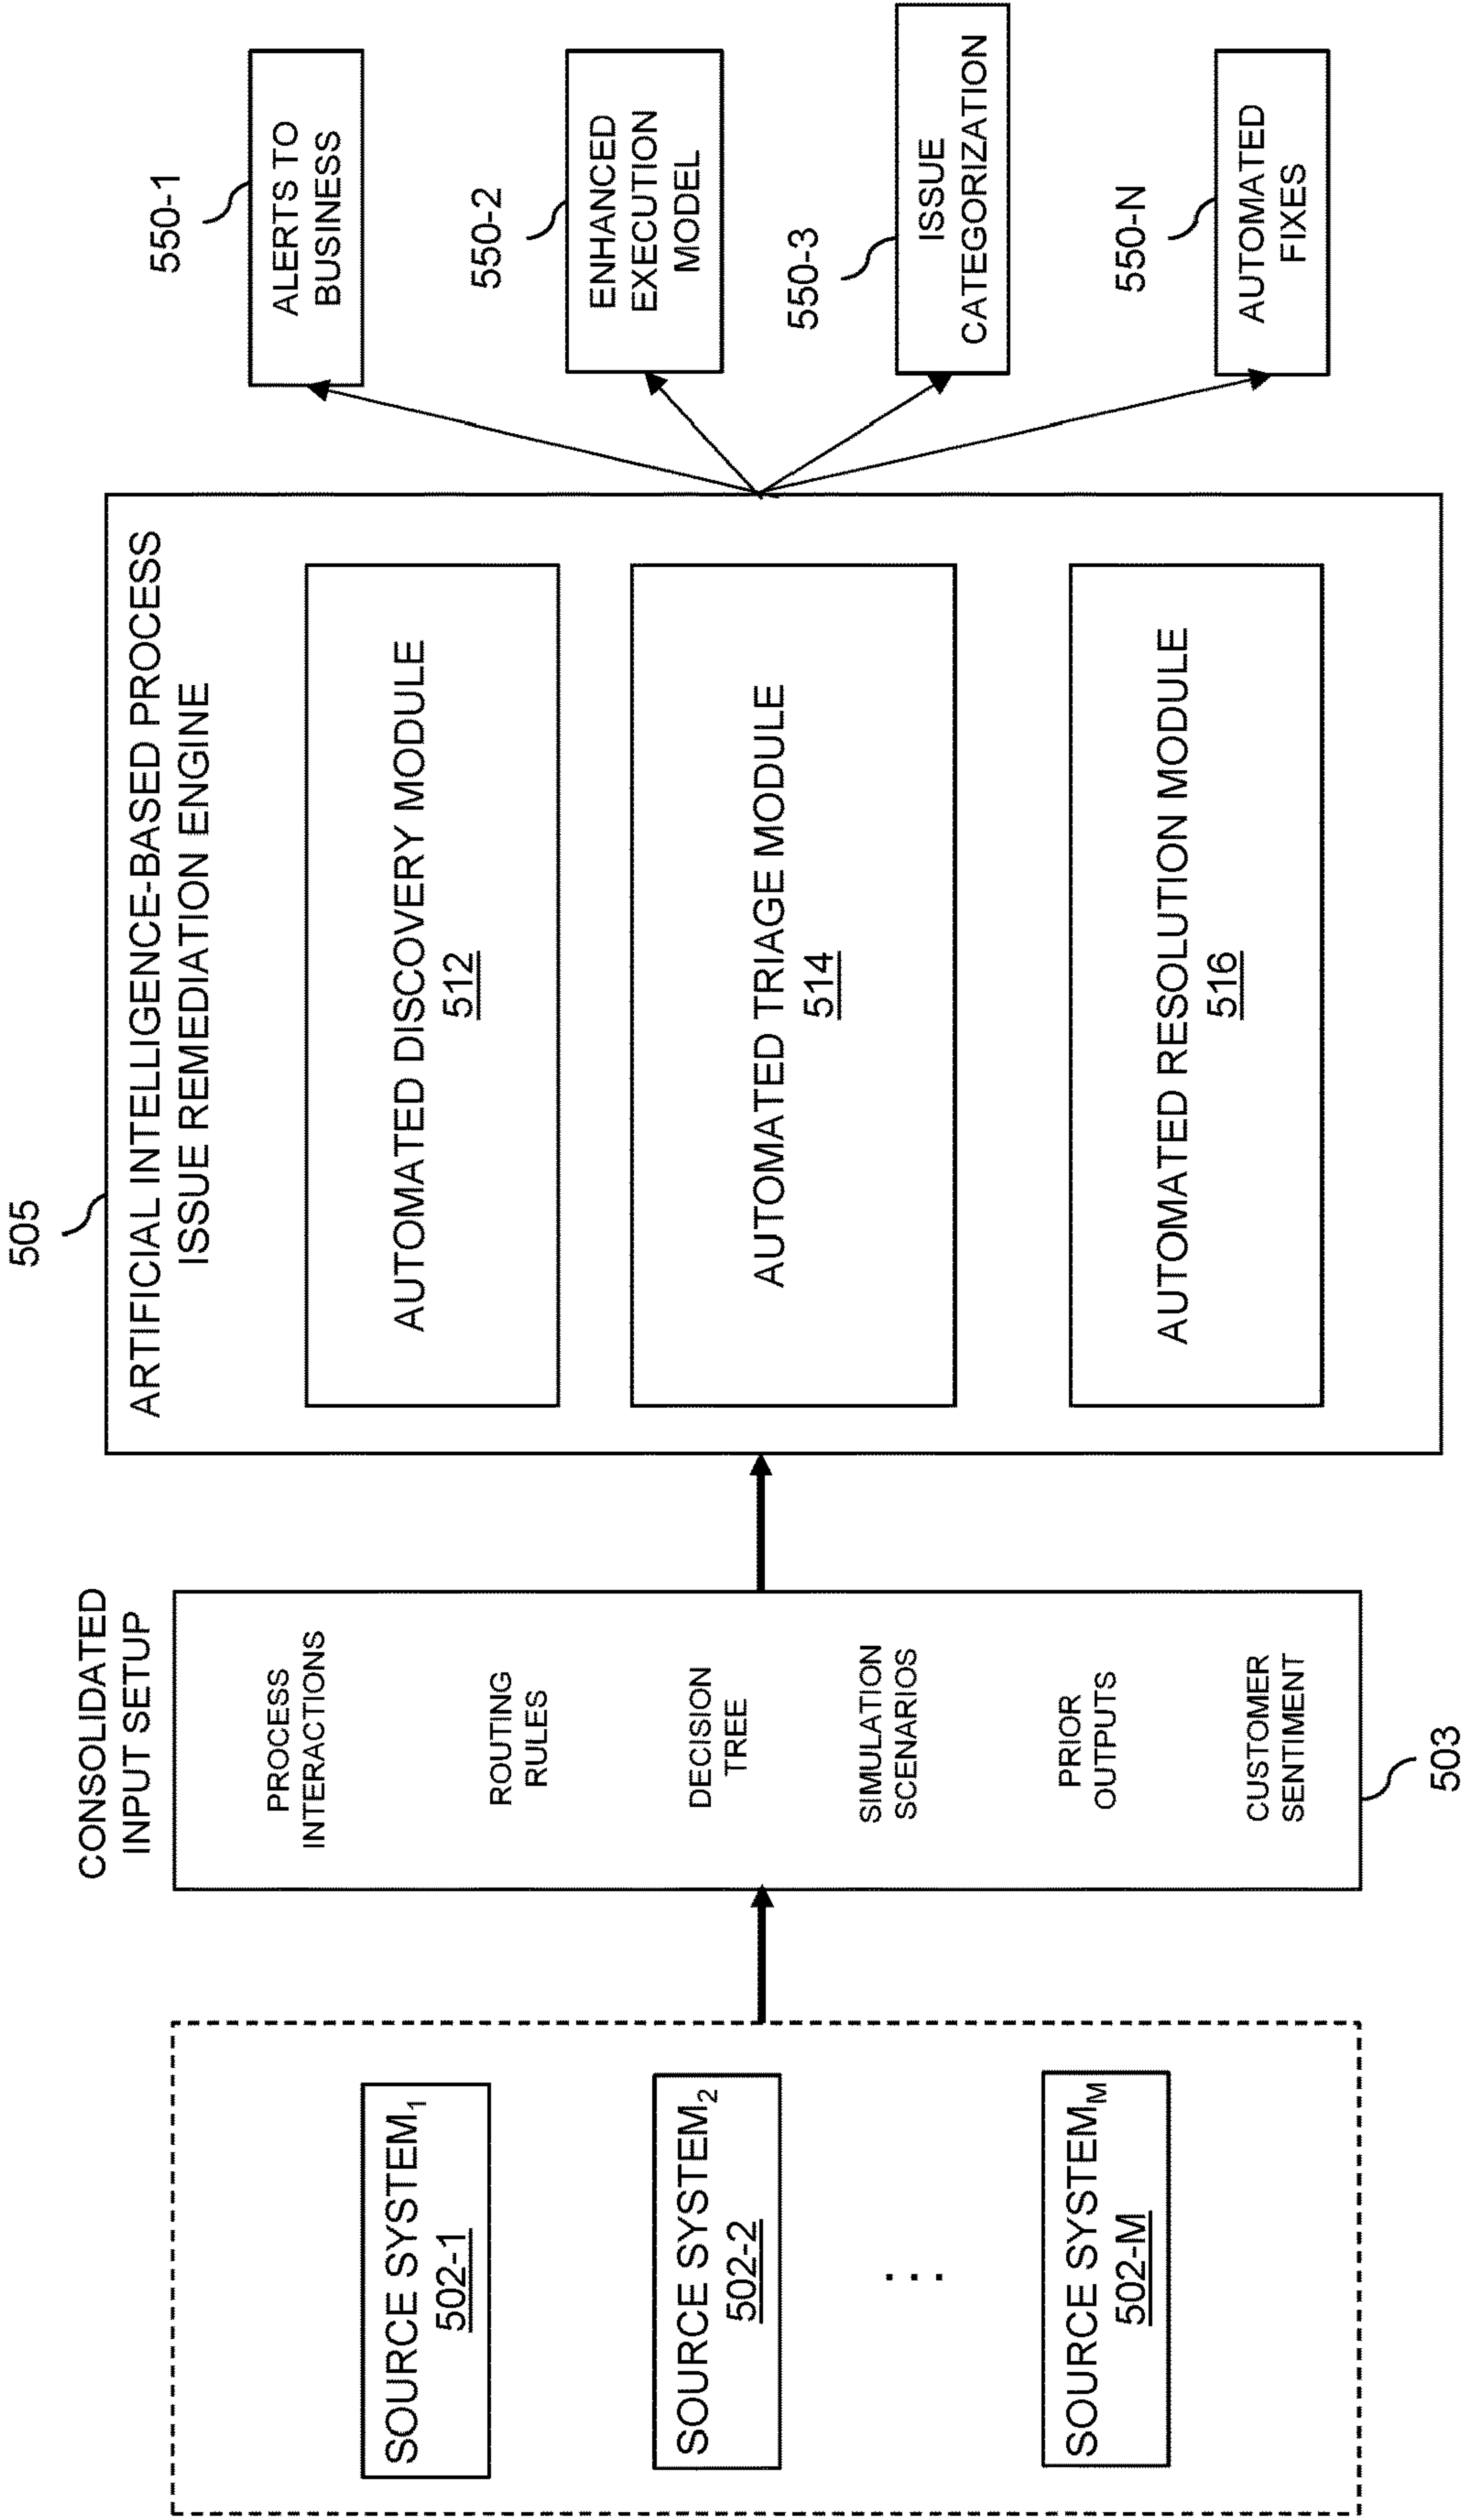 SOURCE SYSTEM1
502-1
SOURCE SYSTEM2
502-2
...
SOURCE SYSTEMM
502-M
CONSOLIDATED
INPUT SETUP
PROCESS
INTERACTIONS
ROUTING
RULES
DECISION
TREE
SIMULATION
SCENARIOS
PRIOR
OUTPUTS
CUSTOMER
SENTIMENT
503
505
ARTIFICIAL INTELLIGENCE-BASED PROCESS
ISSUE REMEDIATION ENGINE
AUTOMATED DISCOVERY MODULE
512
AUTOMATED TRIAGE MODULE
514
AUTOMATED RESOLUTION MODULE
516
550-1
ALERTS TO
BUSINESS
550-2
ENHANCED
EXECUTION
MODEL
550-3
ISSUE
CATEGORIZATION
550-N
AUTOMATED
FIXES